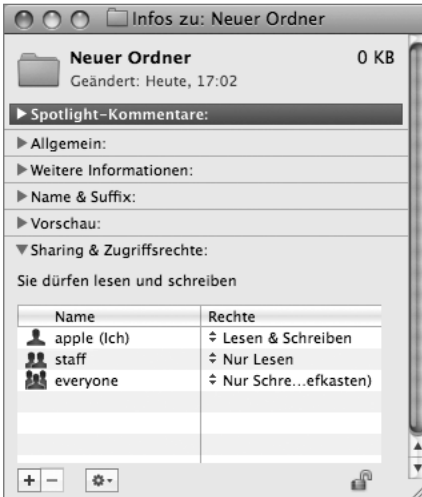 Infos zu: Neuer Ordner
Neuer Ordner 0 KB
Geändert: Heute, 17:02
Spotlight-Kommentare:
Allgemein:
Weitere Informationen:
Name & Suffix:
Vorschau:
Sharing & Zugriffsrechte:
Sie dürfen lesen und schreiben
Name Rechte
apple (Ich) Lesen & Schreiben
staff Nur Lesen
everyone Nur Schre...efkasten)